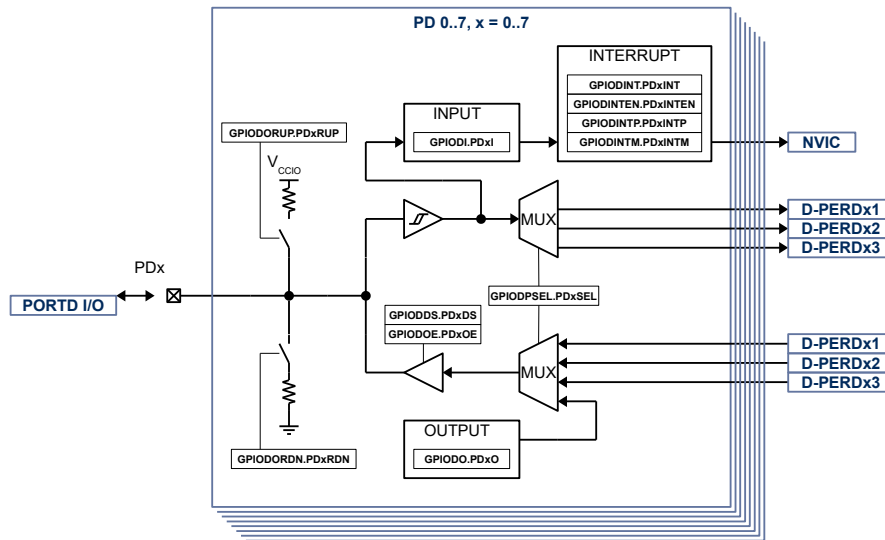 PD 0..7, x = 0..7
INTERRUPT
GPIODINT.PDxINT
GPIODINTEN.PDxINTEN
GPIODINTP.PDxINTP
GPIODINTM.PDxINTM
INPUT
GPIODI.PDxI
NVIC
GPIODORUP.PDxRUP
VCCIO
MUX
D-PERDx1
D-PERDx2
D-PERDx3
PDx
PORTD I/O
GPIODPSEL.PDxSEL
GPIODDS.PDxDS
GPIODOE.PDxOE
MUX
D-PERDx1
D-PERDx2
D-PERDx3
OUTPUT
GPIODO.PDxO
GPIODORDN.PDxRDN